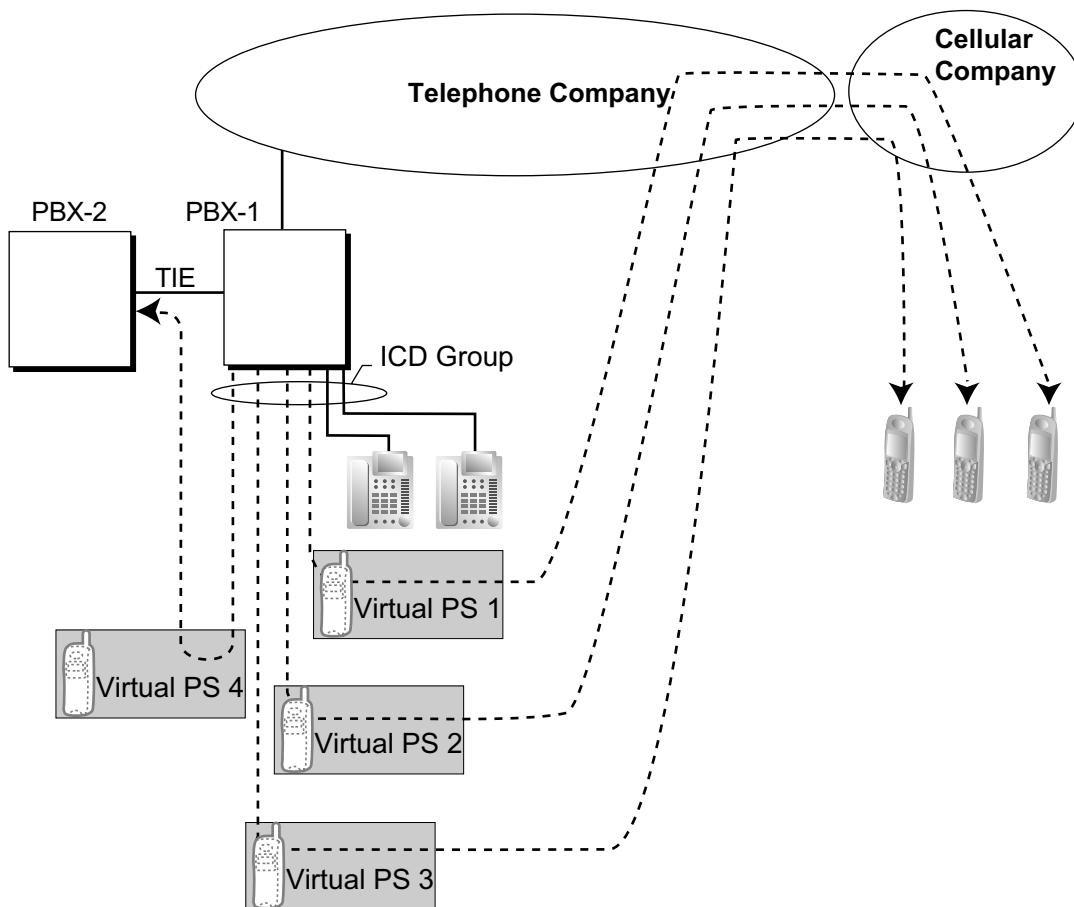 Cellular
Company
Telephone Company
PBX-2
PBX-1
TIE
ICD Group
Virtual PS 1
Virtual PS 4
Virtual PS 2
Virtual PS 3